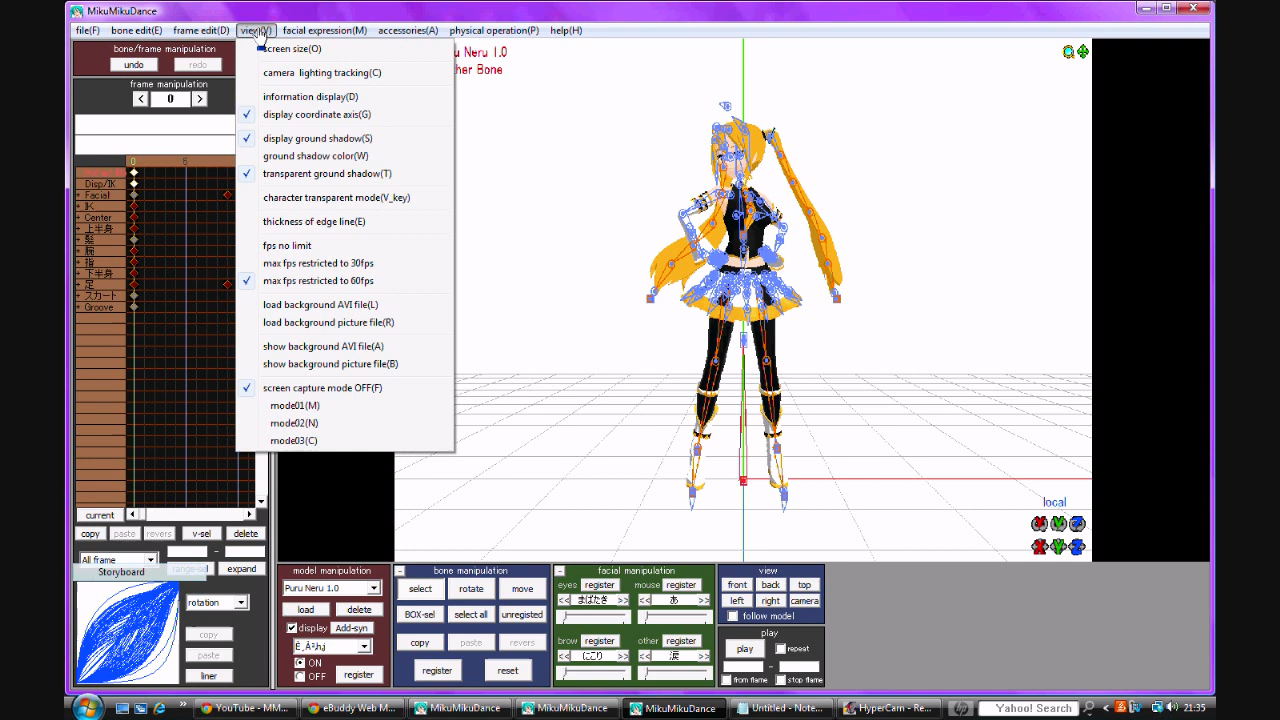 MikuMikuDance
file(F) bone edit(E) frame edit(D) view(V) facial expression(M) accessories(A) physical operation(P) help(H)
bone/frame manipulation
undo redo
frame manipulation
< 0 >
0 5
Disp/IK
+ Facial
+ IK
+ Center
+ 上半身
+ 髪
+ 腕
+ 指
+ 下半身
+ 足
+ スカート
+ Groove
screen size(O)
camera lighting tracking(C)
information display(D)
display coordinate axis(G)
display ground shadow(S)
ground shadow color(W)
transparent ground shadow(T)
character transparent mode(V_key)
thickness of edge line(E)
fps no limit
max fps restricted to 30fps
max fps restricted to 60fps
load background AVI file(L)
load background picture file(R)
show background AVI file(A)
show background picture file(B)
screen capture mode OFF(F)
mode01(M)
mode02(N)
mode03(C)
ru Neru 1.0
her Bone
local
X Y Z
X Y Z
current
copy paste revers v-sel delete
All frame -
Storyboard range-sel expand
rotation
copy
paste
liner
model manipulation
Puru Neru 1.0
load delete
display Add-syn
ON
OFF register
bone manipulation
select rotate move
BOX-sel select all unregisted
copy paste revers
register reset
facial manipulation
eyes register mouse register
<< まばたき >> << あ >>
brow register other register
<< にこり >> << 涙 >>
view
front back top
left right camera
follow model
play
play repeat
-
from flame stop flame
YouTube - MM... eBuddy Web M... MikuMikuDance MikuMikuDance MikuMikuDance Untitled - Note... HyperCam - Re... Yahoo! Search 21:35